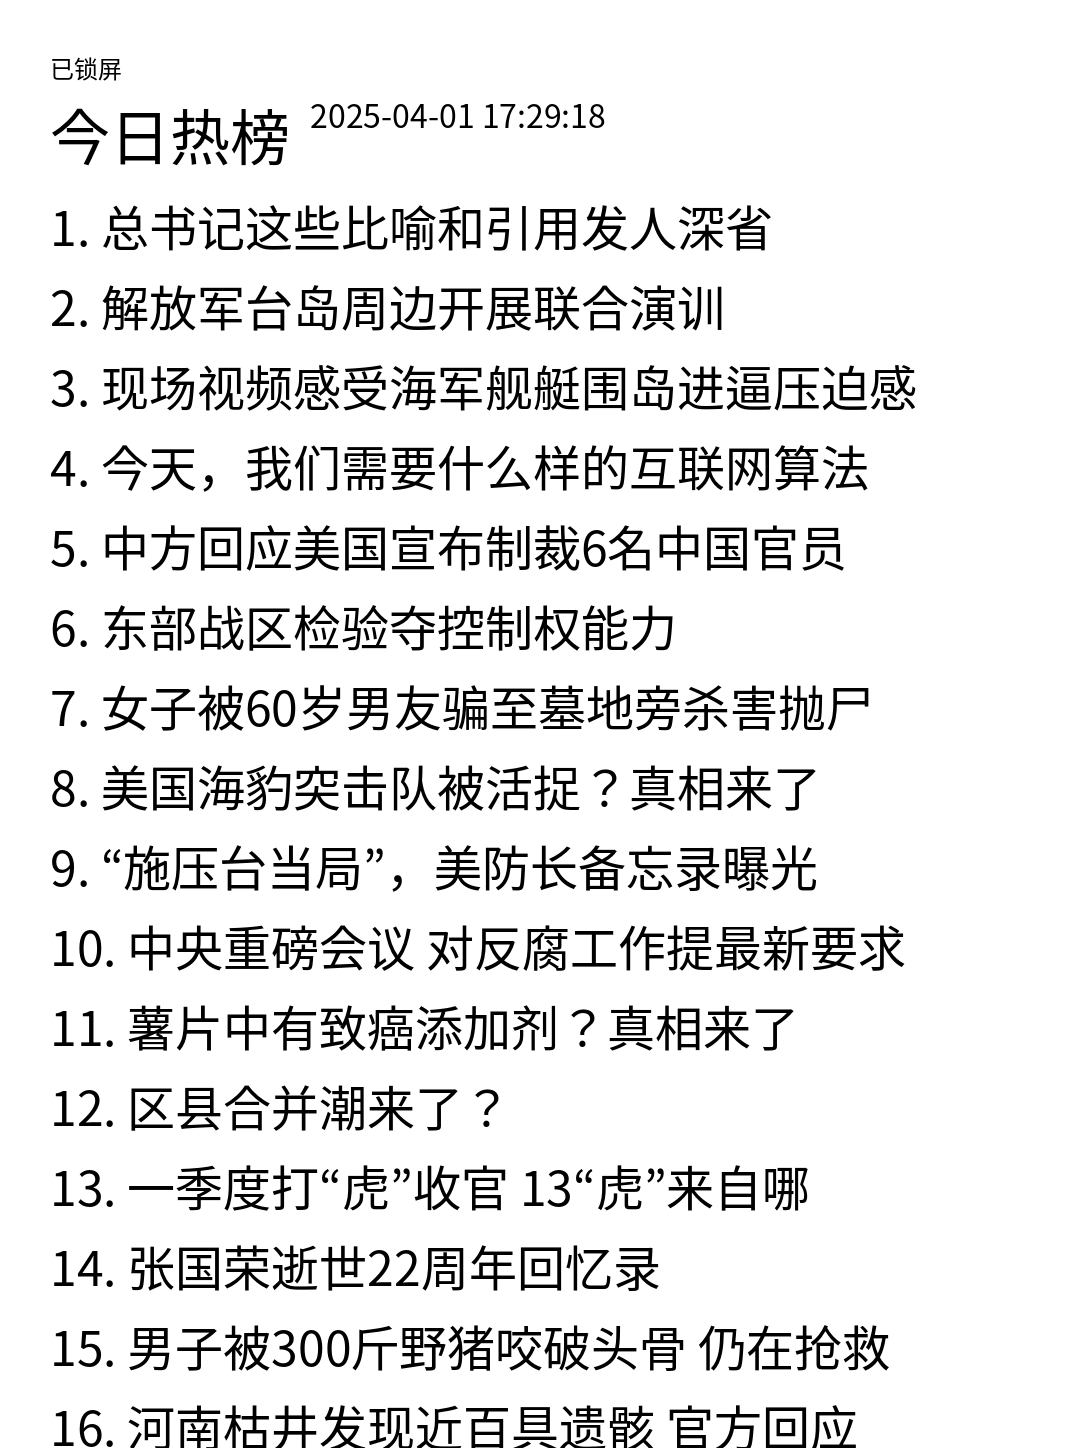 已锁屏
今日热榜 2025-04-01 17:29:18
1. 总书记这些比喻和引用发人深省
2. 解放军台岛周边开展联合演训
3. 现场视频感受海军舰艇围岛进逼压迫感
4. 今天，我们需要什么样的互联网算法
5. 中方回应美国宣布制裁6名中国官员
6. 东部战区检验夺控制权能力
7. 女子被60岁男友骗至墓地旁杀害抛尸
8. 美国海豹突击队被活捉？真相来了
9. “施压台当局”，美防长备忘录曝光
10. 中央重磅会议 对反腐工作提最新要求
11. 薯片中有致癌添加剂？真相来了
12. 区县合并潮来了？
13. 一季度打“虎”收官 13“虎”来自哪
14. 张国荣逝世22周年回忆录
15. 男子被300斤野猪咬破头骨 仍在抢救
16. 河南枯井发现近百具遗骸 官方回应